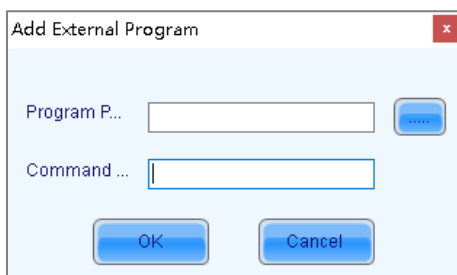 Add External Program
x
Program P...
.....
Command ...
OK
Cancel